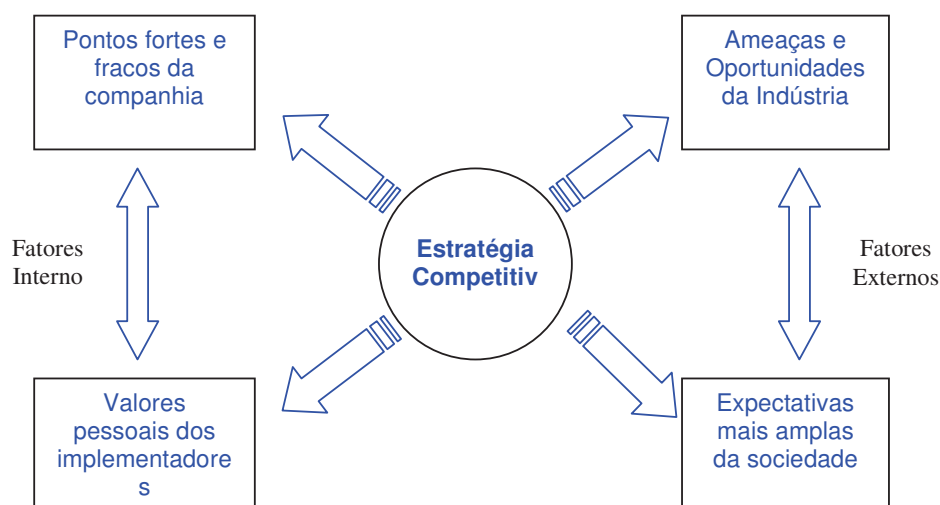 Pontos fortes e
fracos da
companhia
Ameaças e
Oportunidades
da Indústria
Fatores
Interno
Estratégia
Competitiv
Fatores
Externos
Valores
pessoais dos
implementadore
s
Expectativas
mais amplas
da sociedade